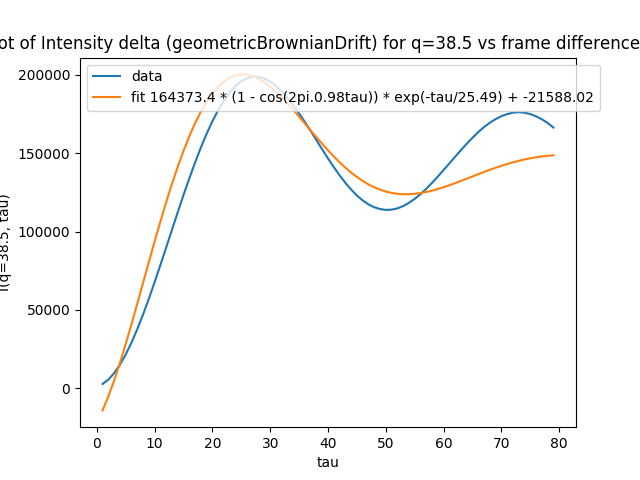 ot of Intensity delta (geometricBrownianDrift) for q=38.5 vs frame difference
data
fit 164373.4 * (1 - cos(2pi.0.98tau)) * exp(-tau/25.49) + -21588.02
I(q=38.5, tau)
200000
150000
100000
50000
0
0 10 20 30 40 50 60 70 80
tau